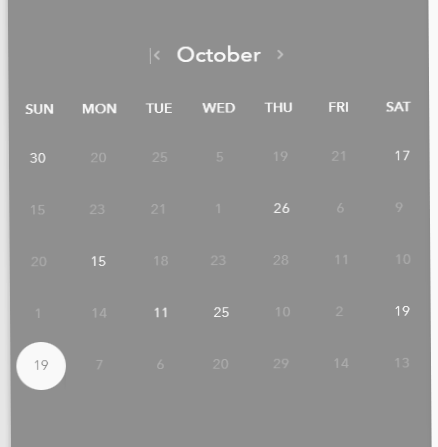 |< October >
SUN MON TUE WED THU FRI SAT
30 20 25 5 19 21 17
15 23 21 1 26 6 9
20 15 18 23 28 11 10
1 14 11 25 10 2 19
19 7 6 20 29 14 13